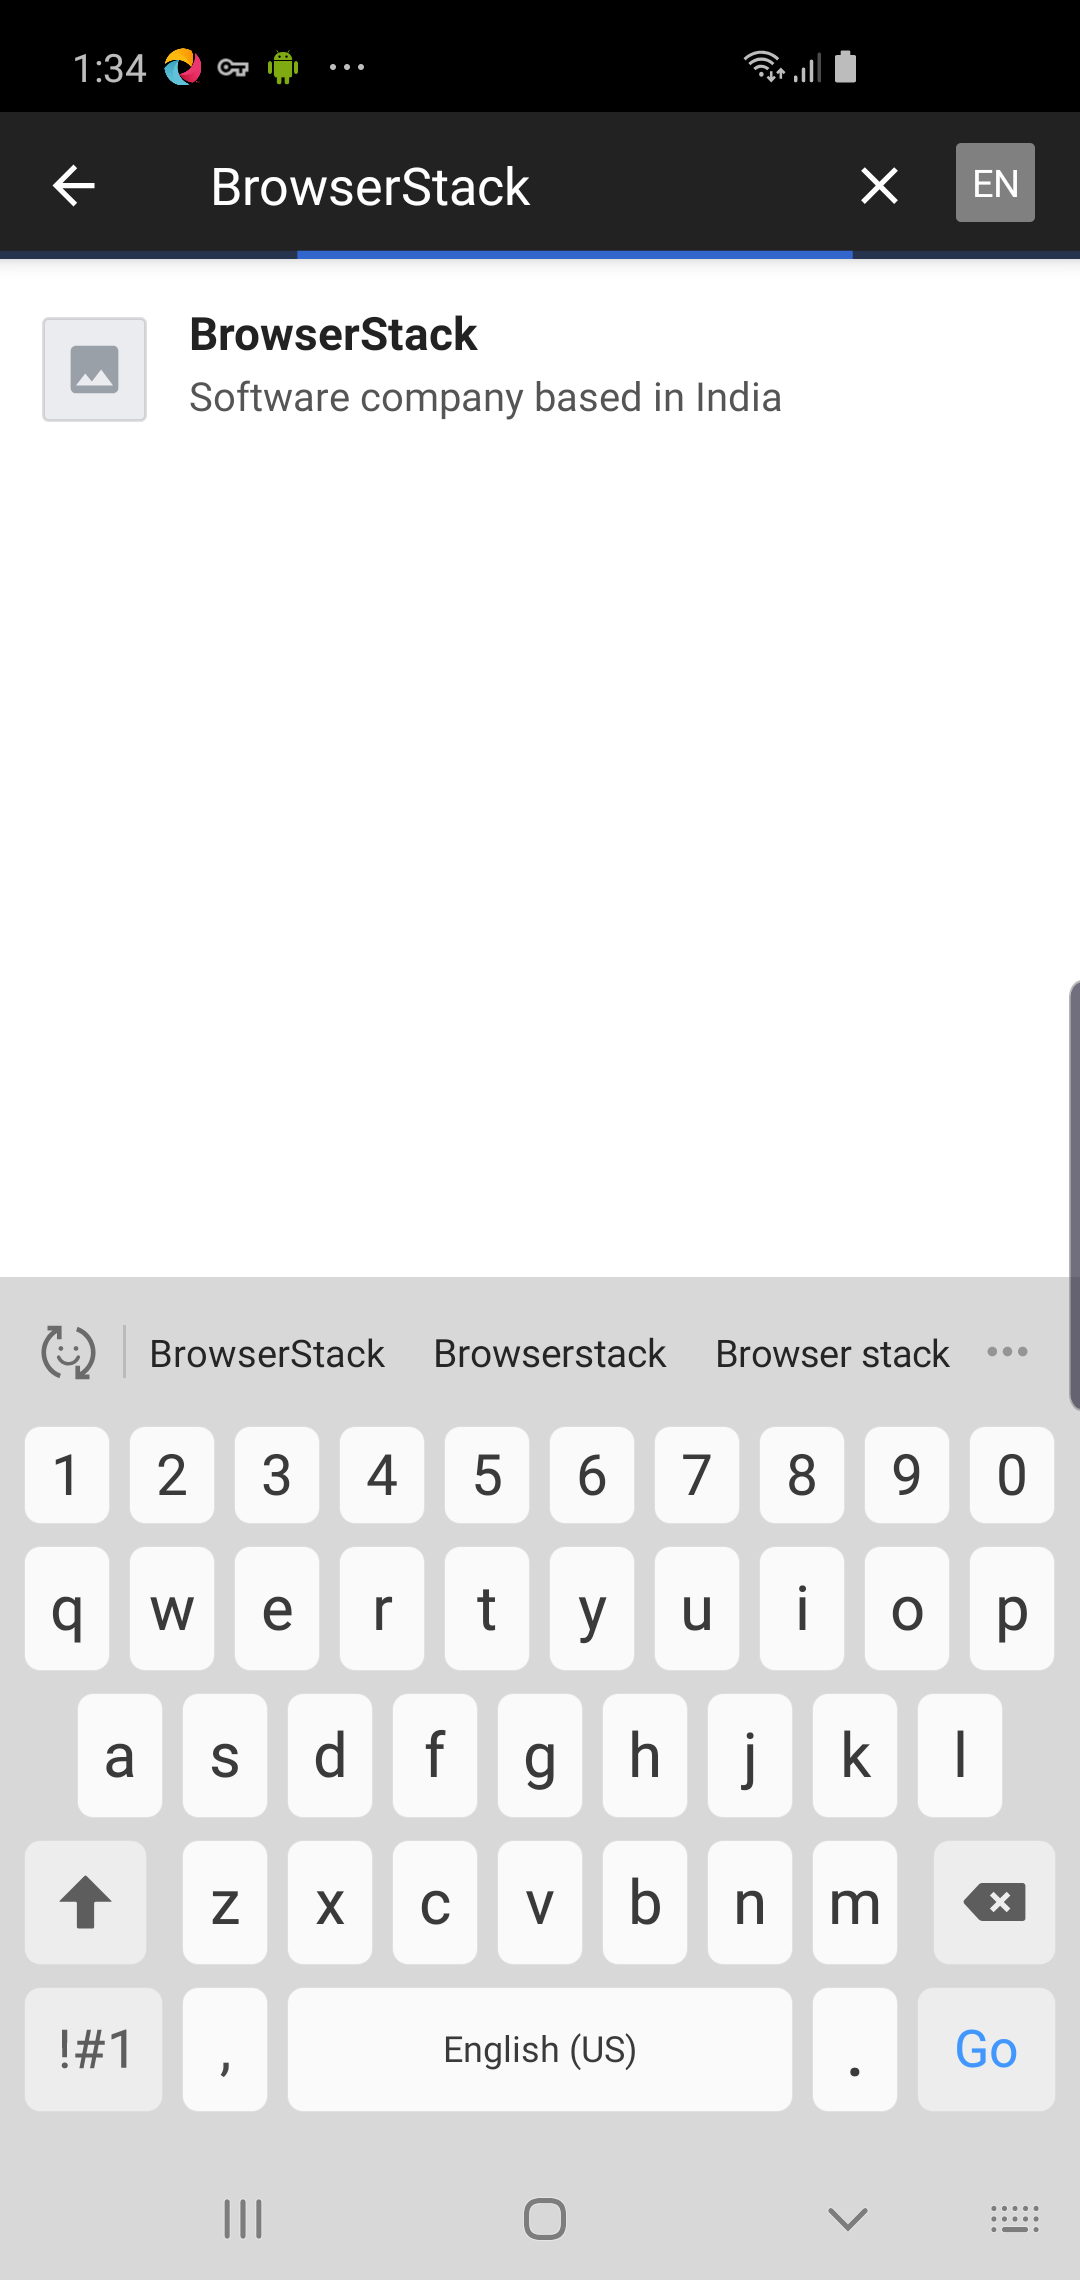 1:34
BrowserStack EN
BrowserStack
Software company based in India
BrowserStack Browserstack Browser stack
1 2 3 4 5 6 7 8 9 0
q w e r t y u i o p
a s d f g h j k l
z x c v b n m
!#1 , English (US) . Go